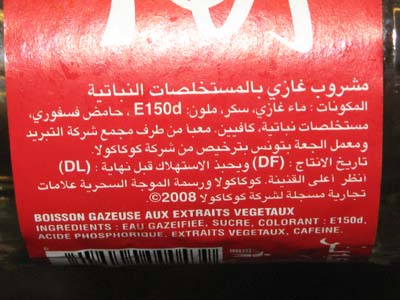 مشروب غازي بالمستخلصات النباتية
المكونات : ماء غازي، سكر، ملون: E150d ، حامض فسفوري،
مستخلصات نباتية، كافيين. معبأ من طرف مجمع شركة التبريد
ومعمل الجعة بتونس بترخيص من شركة كوكاكولا.
تاريخ الانتاج : (DF) ويحبذ الاستهلاك قبل نهاية : (DL)
أنظر أعلى القنينة. كوكاكولا ورسمة الموجة السحرية علامات
تجارية مسجلة لشركة كوكاكولا 2008©
BOISSON GAZEUSE AUX EXTRAITS VEGETAUX
INGREDIENTS : EAU GAZEIFIEE, SUCRE, COLORANT : E150d,
ACIDE PHOSPHORIQUE, EXTRAITS VEGETAUX, CAFEINE.